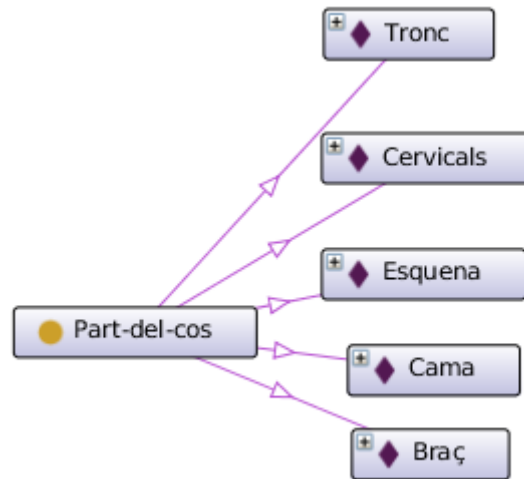 Tronc
Cervicals
Esquena
Part-del-cos
Cama
Braç